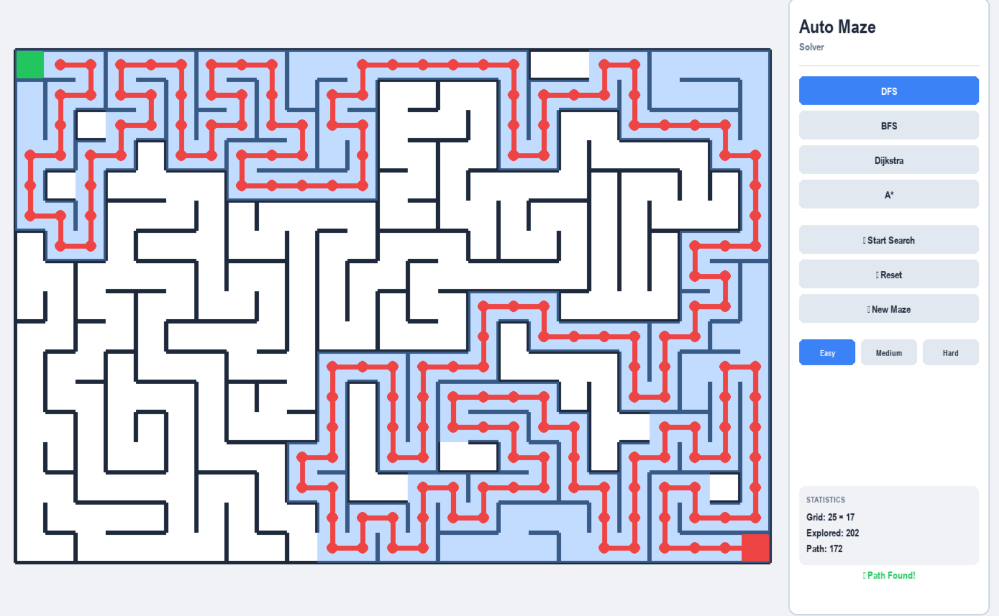 Auto Maze
Solver
DFS
BFS
Dijkstra
A*
Start Search
Reset
New Maze
Easy Medium Hard
STATISTICS
Grid: 25 × 17
Explored: 202
Path: 172
Path Found!